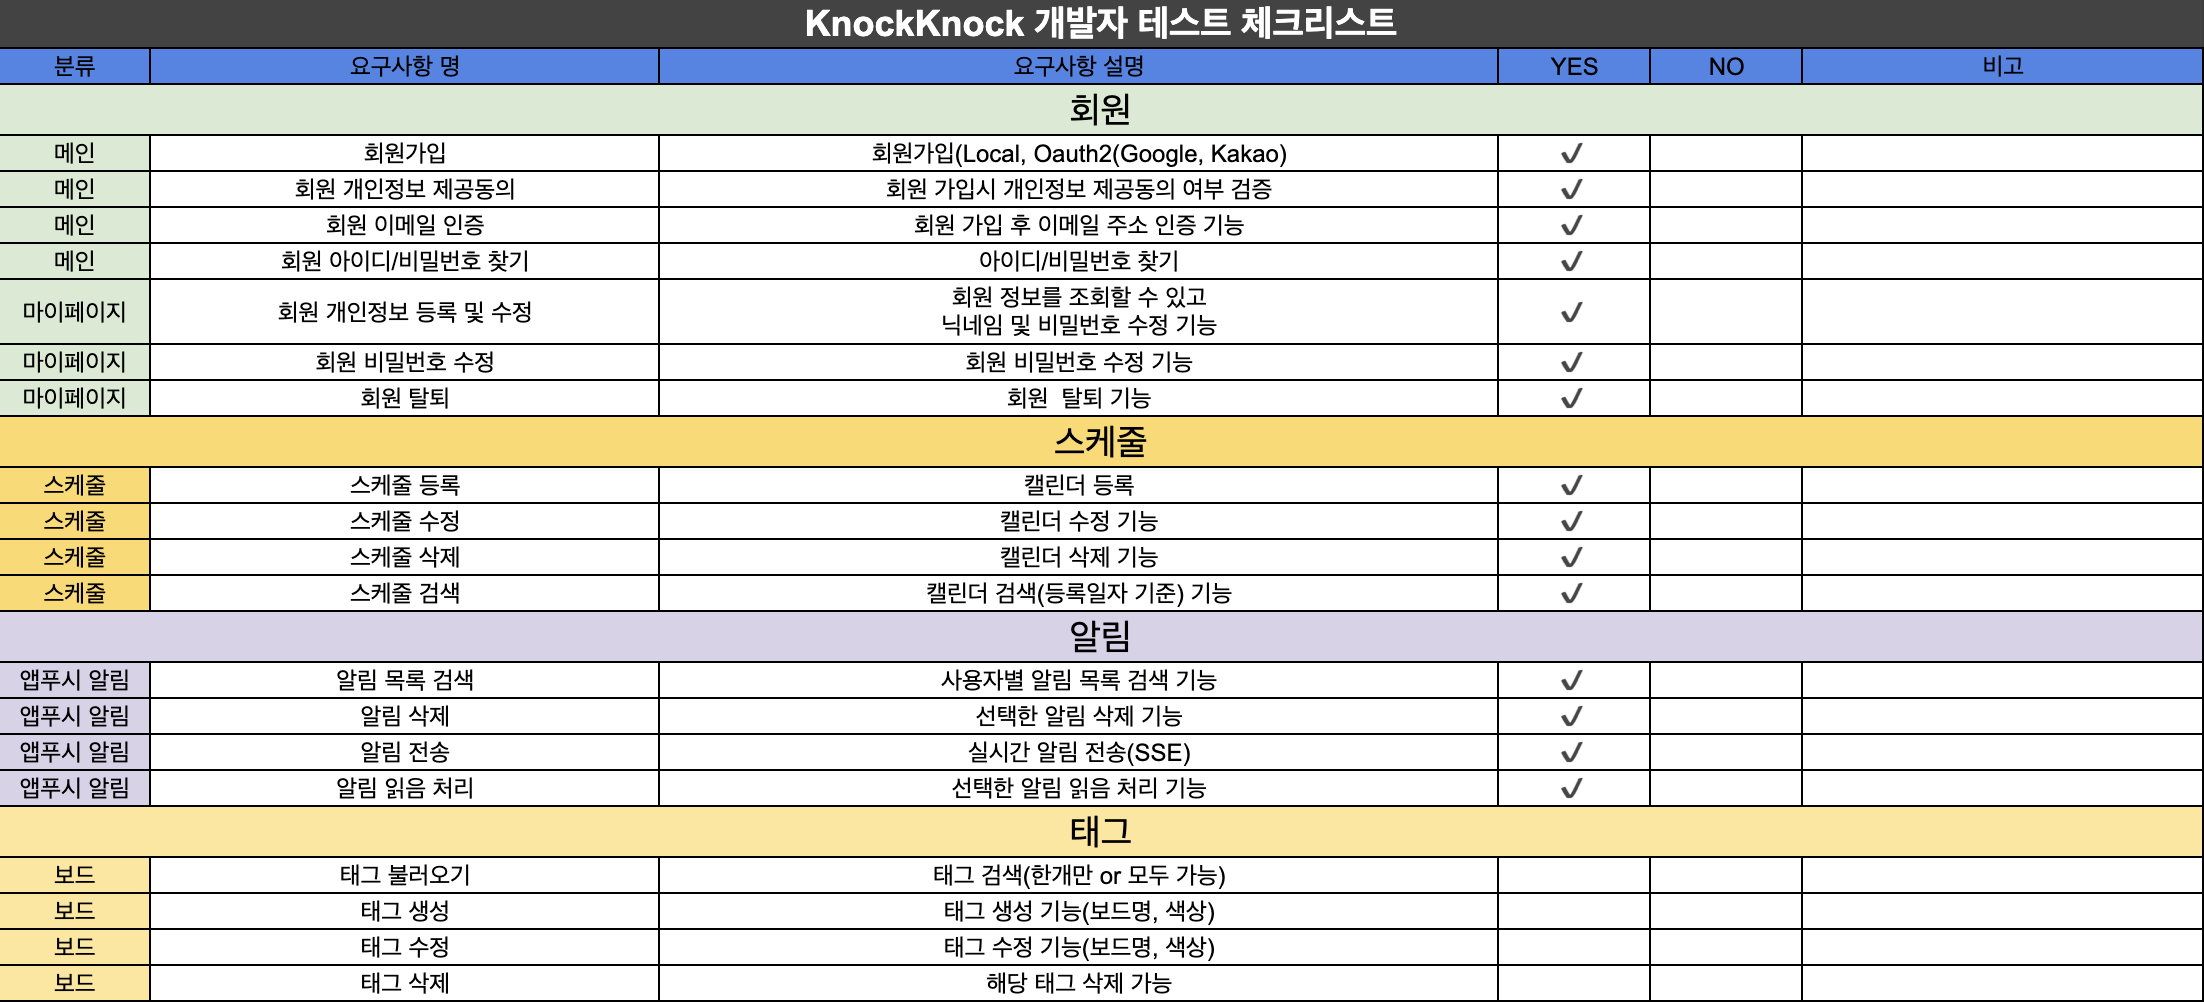 KnockKnock 개발자 테스트 체크리스트
분류 요구사항 명 요구사항 설명 YES NO 비고
회원
메인 회원가입 회원가입(Local, Oauth2(Google, Kakao) ✔
메인 회원 개인정보 제공동의 회원 가입시 개인정보 제공동의 여부 검증 ✔
메인 회원 이메일 인증 회원 가입 후 이메일 주소 인증 기능 ✔
메인 회원 아이디/비밀번호 찾기 아이디/비밀번호 찾기 ✔
마이페이지 회원 개인정보 등록 및 수정 회원 정보를 조회할 수 있고
닉네임 및 비밀번호 수정 기능 ✔
마이페이지 회원 비밀번호 수정 회원 비밀번호 수정 기능 ✔
마이페이지 회원 탈퇴 회원  탈퇴 기능 ✔
스케줄
스케줄 스케줄 등록 캘린더 등록 ✔
스케줄 스케줄 수정 캘린더 수정 기능 ✔
스케줄 스케줄 삭제 캘린더 삭제 기능 ✔
스케줄 스케줄 검색 캘린더 검색(등록일자 기준) 기능 ✔
알림
앱푸시 알림 알림 목록 검색 사용자별 알림 목록 검색 기능 ✔
앱푸시 알림 알림 삭제 선택한 알림 삭제 기능 ✔
앱푸시 알림 알림 전송 실시간 알림 전송(SSE) ✔
앱푸시 알림 알림 읽음 처리 선택한 알림 읽음 처리 기능 ✔
태그
보드 태그 불러오기 태그 검색(한개만 or 모두 가능)
보드 태그 생성 태그 생성 기능(보드명, 색상)
보드 태그 수정 태그 수정 기능(보드명, 색상)
보드 태그 삭제 해당 태그 삭제 가능